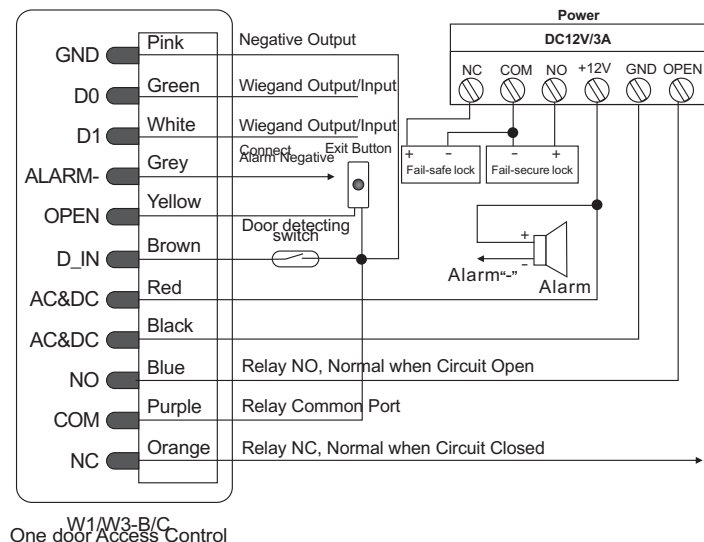 Power
DC12V/3A
NC COM NO +12V GND OPEN
GND Pink Negative Output
D0 Green Wiegand Output/Input
D1 White Wiegand Output/Input
Connect Exit Button
ALARM- Grey Alarm Negative
+ - Fail-safe lock
- + Fail-secure lock
OPEN Yellow
Door detecting
switch
D_IN Brown
+
-
Alarm"-" Alarm
AC&DC Red
AC&DC Black
NO Blue Relay NO, Normal when Circuit Open
COM Purple Relay Common Port
NC Orange Relay NC, Normal when Circuit Closed
W1/W3-B/C
One door Access Control